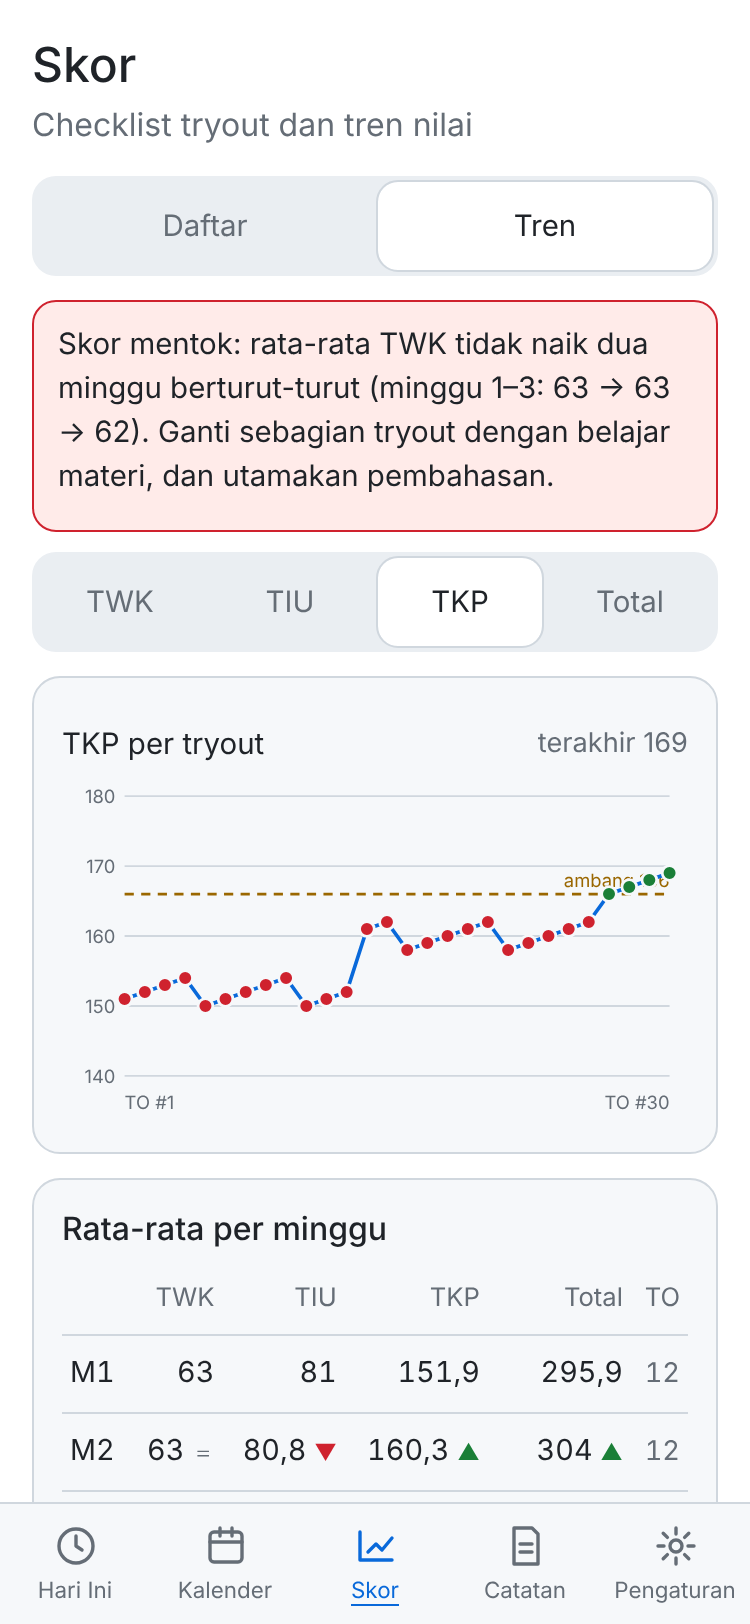 Skor
Checklist tryout dan tren nilai
Daftar Tren
Skor mentok: rata-rata TWK tidak naik dua
minggu berturut-turut (minggu 1–3: 63 → 63
→ 62). Ganti sebagian tryout dengan belajar
materi, dan utamakan pembahasan.
TWK TIU TKP Total
TKP per tryout terakhir 169
180
170
ambang
160
150
140
TO #1 TO #30
Rata-rata per minggu
TWK TIU TKP Total TO
M1 63 81 151,9 295,9 12
M2 63 = 80,8 ▼ 160,3 ▲ 304 ▲ 12
Hari Ini Kalender Skor Catatan Pengaturan